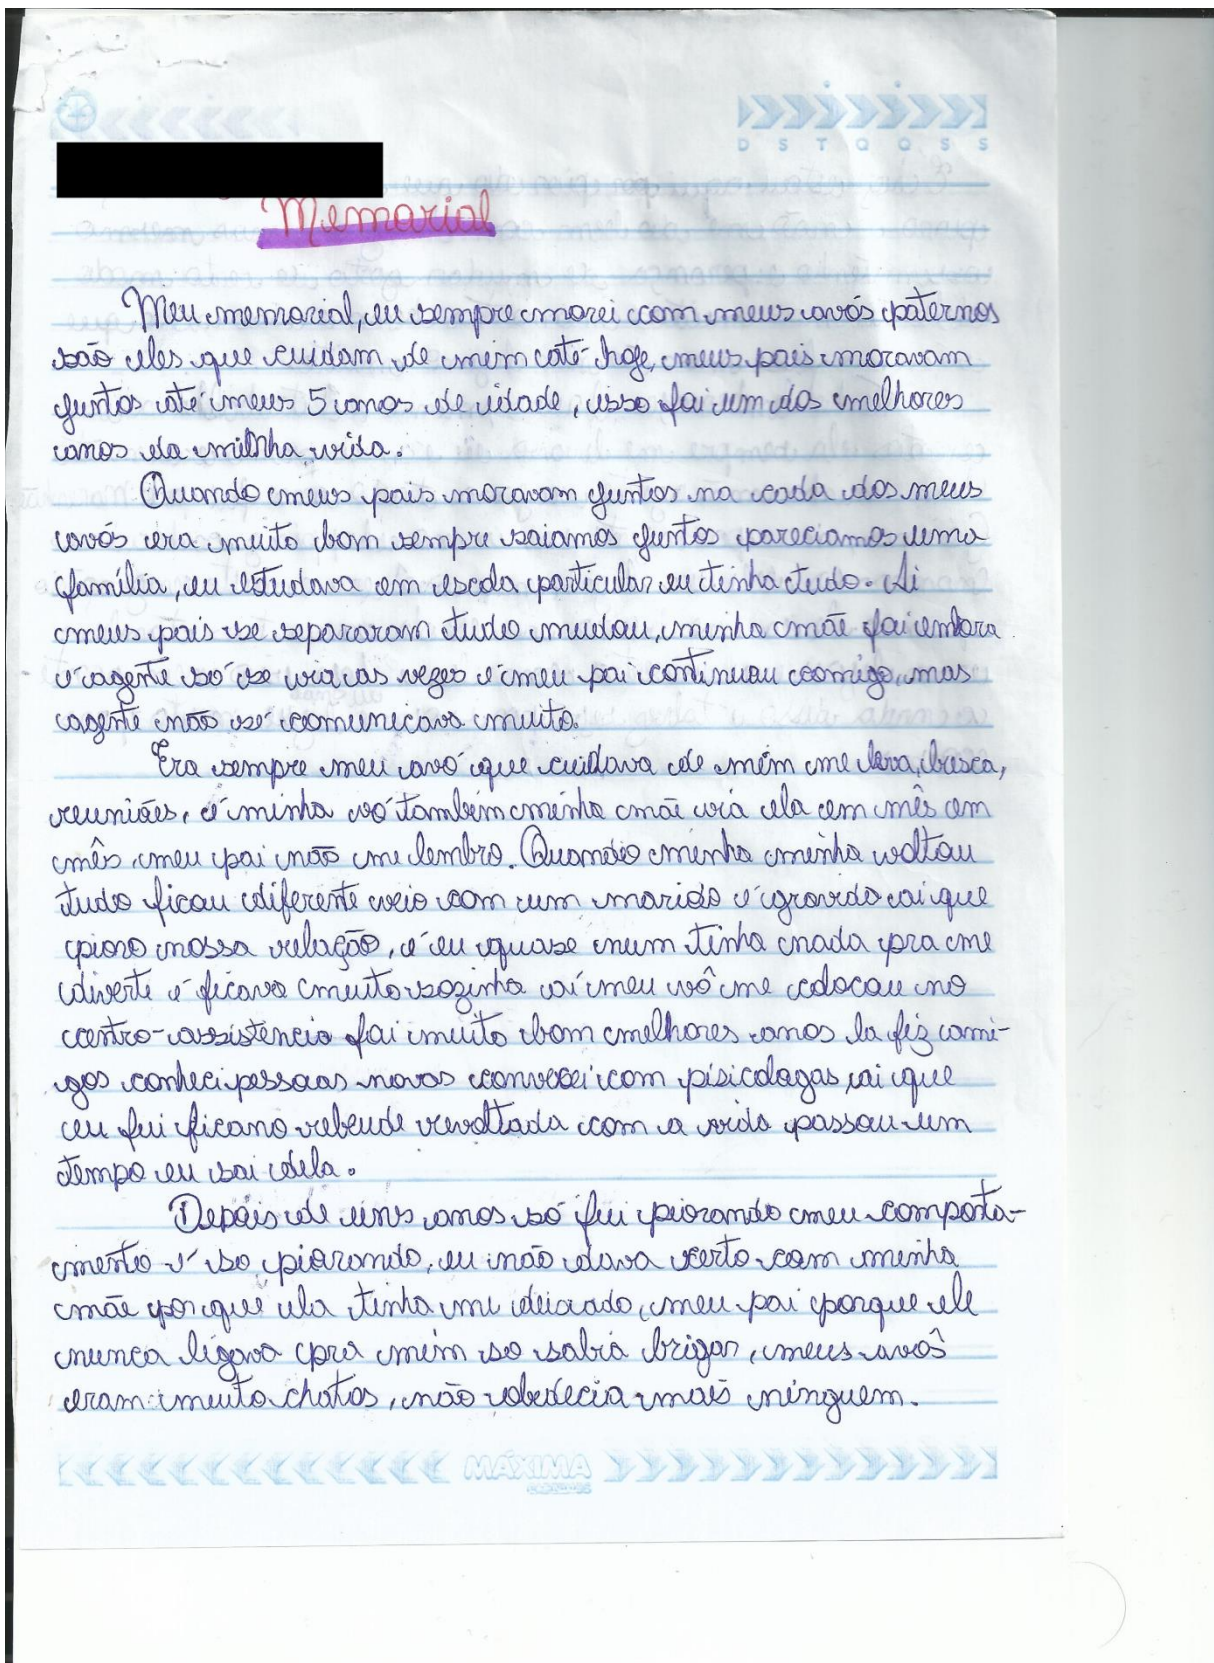 D S T Q Q S S
Memorial
Meu memorial, eu sempre morei com meus avós paternos
são eles que cuidam de mim até hoje, meus pais moravam
juntos até meus 5 anos de idade, isso foi um dos melhores
anos da minha vida.
Quando meus pais moravam juntos na cada dos meus
avós era muito bom sempre saiamos juntos pareciamos uma
família, eu estudava em escola particular eu tinha tudo. Ai
meus pais se separaram tudo mudou, minha mãe foi embora
e agente só se via as vezes e meu pai continuou comigo, mas
agente não se comunicava muito.
Era sempre meu avô que cuidava de mim me leva, busca,
reuniões, e minha vó também minha mãe via ela em mês em
mês, meu pai não me lembro. Quando minha minha voltou
tudo ficou diferente veio com um marido e gravida ai que
pioro nossa relação, e eu quase num tinha nada pra me
diverte e ficava muito sozinha aí meu vô me colocou no
centro-assistencia foi muito bom melhores anos la fiz ami-
gos conheci pessoas novas conversei com pisicologas, ai que
eu fui ficano rebeude revoltada com a vida passou um
tempo eu sai dela.
Depois de uns anos só fui piorando meu comporta-
mento e so piorando, eu não dava certo com minha
mãe porque ela tinha me deixado, meu pai porque ele
nunca ligava pra mim so sabia brigar, meus avôs
eram muito chatos, não obedecia mais ninguem.
MÁXIMA